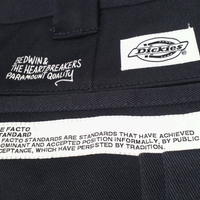 REDWIN &
THE HEARTBREAKERS
PARAMOUNT QUALITY
Dickies
E FACTO
STANDARD
FACTO STANDARDS ARE STANDARDS THAT HAVE ACHIEVED
DOMINANT AND ACCEPTED POSITION INFORMALLY, BY PUBLIC
CEPTANCE, WHICH HAVE PERSISTED BY TRADITION.